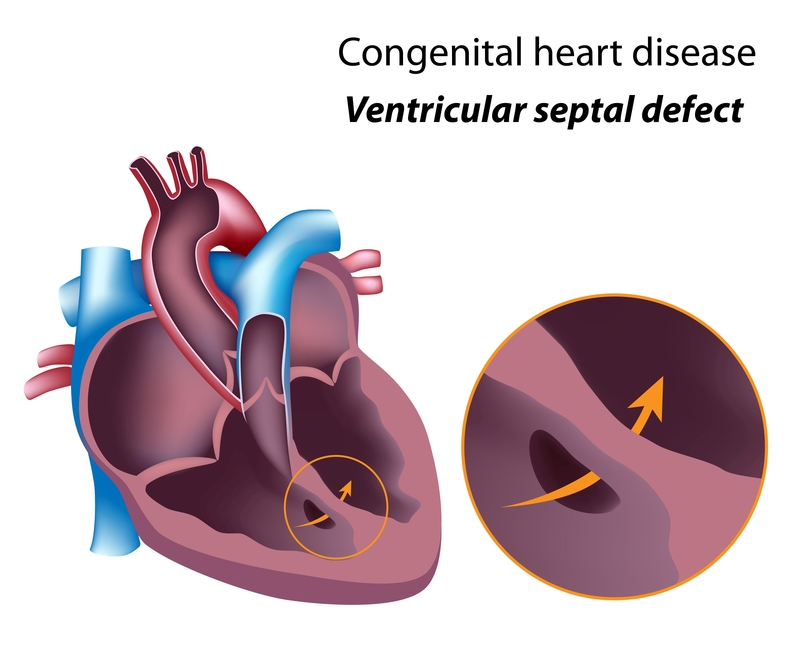 Congenital heart disease
Ventricular septal defect